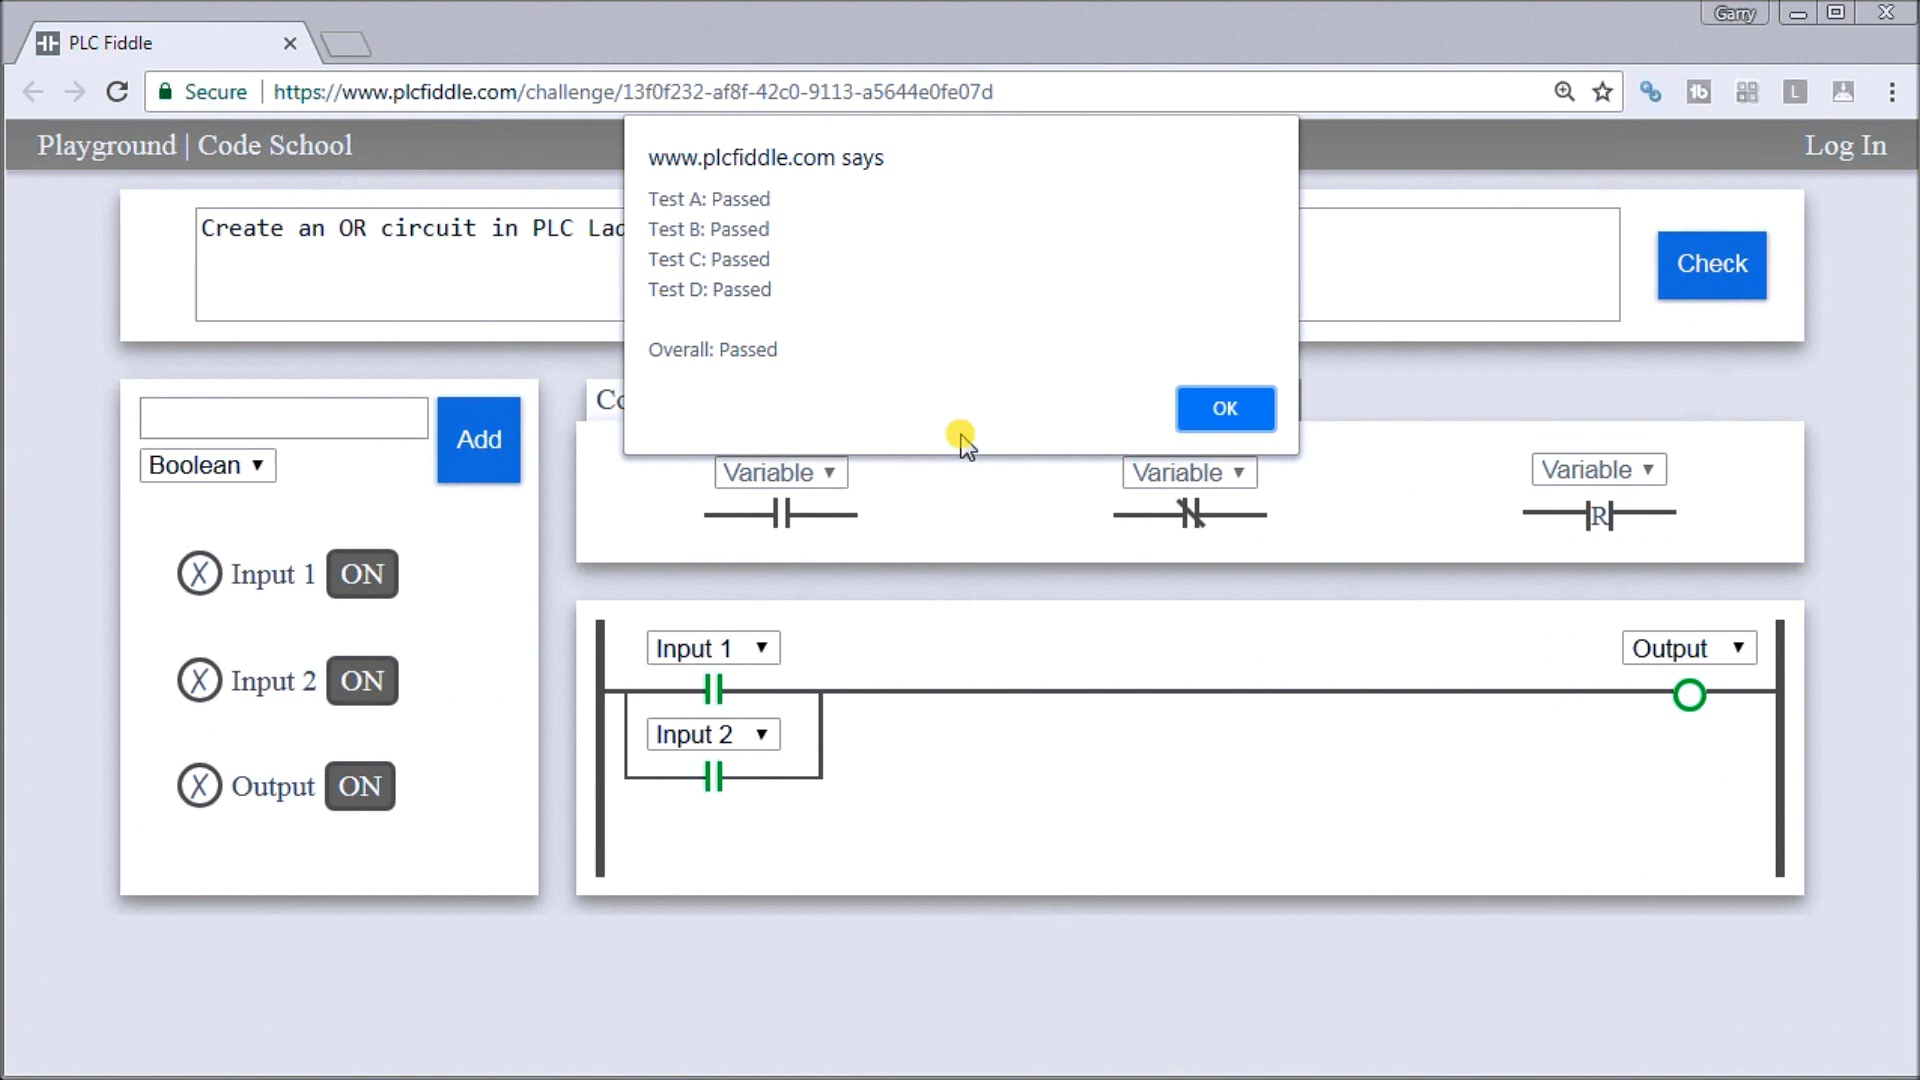 Garry
PLC Fiddle
Secure
https://www.plcfiddle.com/challenge/13f0f232-af8f-42c0-9113-a5644e0fe07d
1b
L
Playground | Code School
Log In
www.plcfiddle.com says
Test A: Passed
Test B: Passed
Test C: Passed
Test D: Passed
Overall: Passed
OK
Create an OR circuit in PLC Lad
Check
Add
Boolean
X Input 1 ON
X Input 2 ON
X Output ON
Co
Variable
Variable
Variable
R
Input 1
Output
Input 2